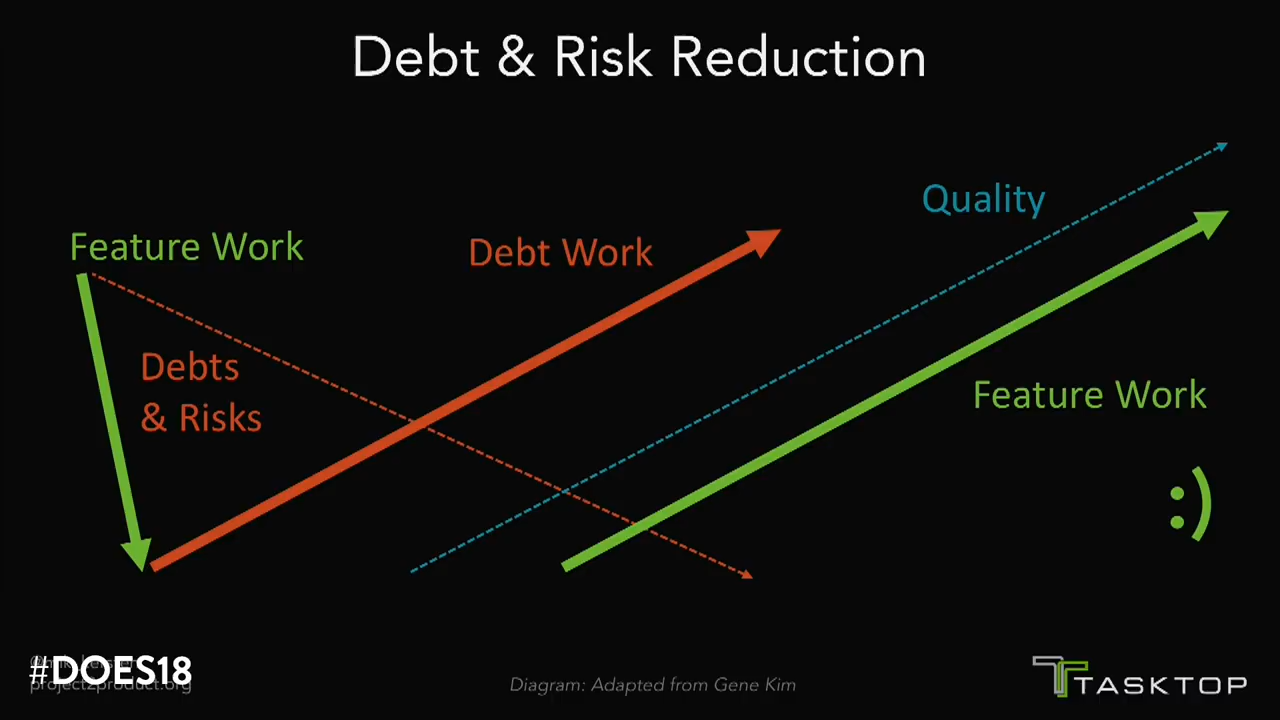 Debt & Risk Reduction
Quality
Feature Work
Debt Work
Debts
& Risks
Feature Work
:)
#DOES18
project2product.org
Diagram: Adapted from Gene Kim
TASKTOP